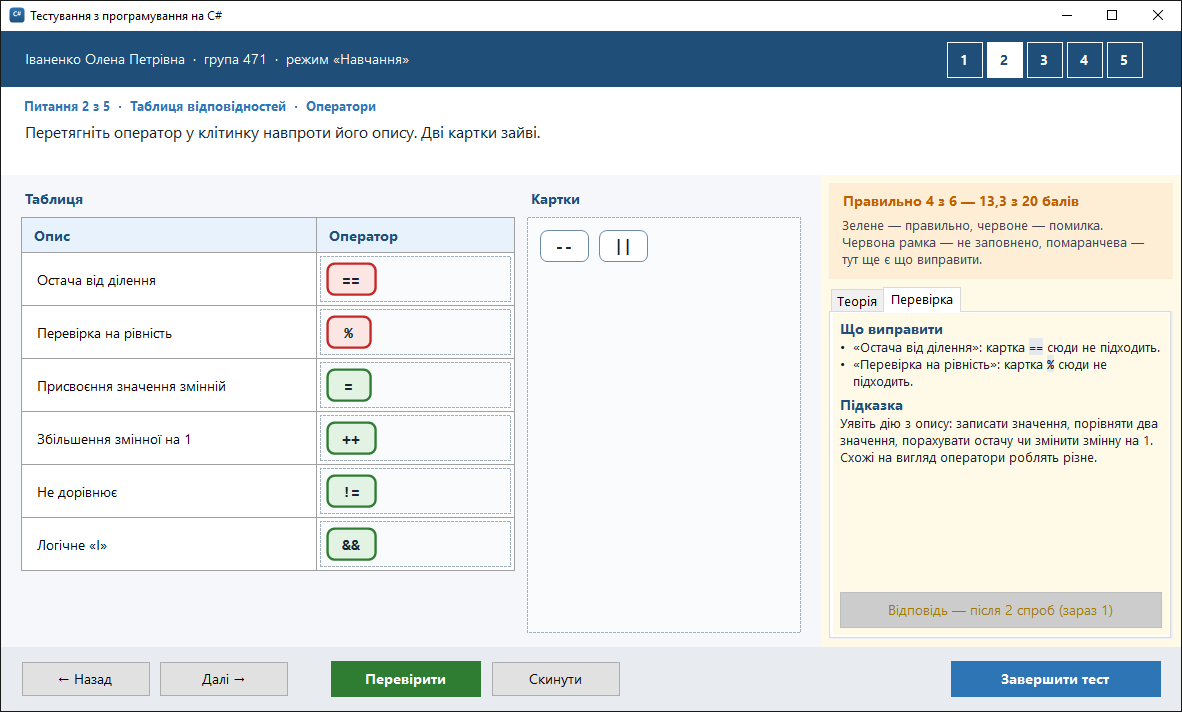 C#
Тестування з програмування на C#
Іваненко Олена Петрівна · група 471 · режим «Навчання»
1 2 3 4 5
Питання 2 з 5 · Таблиця відповідностей · Оператори
Перетягніть оператор у клітинку навпроти його опису. Дві картки зайві.
Таблиця
Опис Оператор
Остача від ділення ==
Перевірка на рівність %
Присвоєння значення змінній =
Збільшення змінної на 1 ++
Не дорівнює !=
Логічне «І» &&
Картки
-- ||
Правильно 4 з 6 — 13,3 з 20 балів
Зелене — правильно, червоне — помилка.
Червона рамка — не заповнено, помаранчева —
тут ще є що виправити.
Теорія Перевірка
Що виправити
• «Остача від ділення»: картка == сюди не підходить.
• «Перевірка на рівність»: картка % сюди не
підходить.
Підказка
Уявіть дію з опису: записати значення, порівняти два
значення, порахувати остачу чи змінити змінну на 1.
Схожі на вигляд оператори роблять різне.
Відповідь — після 2 спроб (зараз 1)
← Назад Далі → Перевірити Скинути Завершити тест